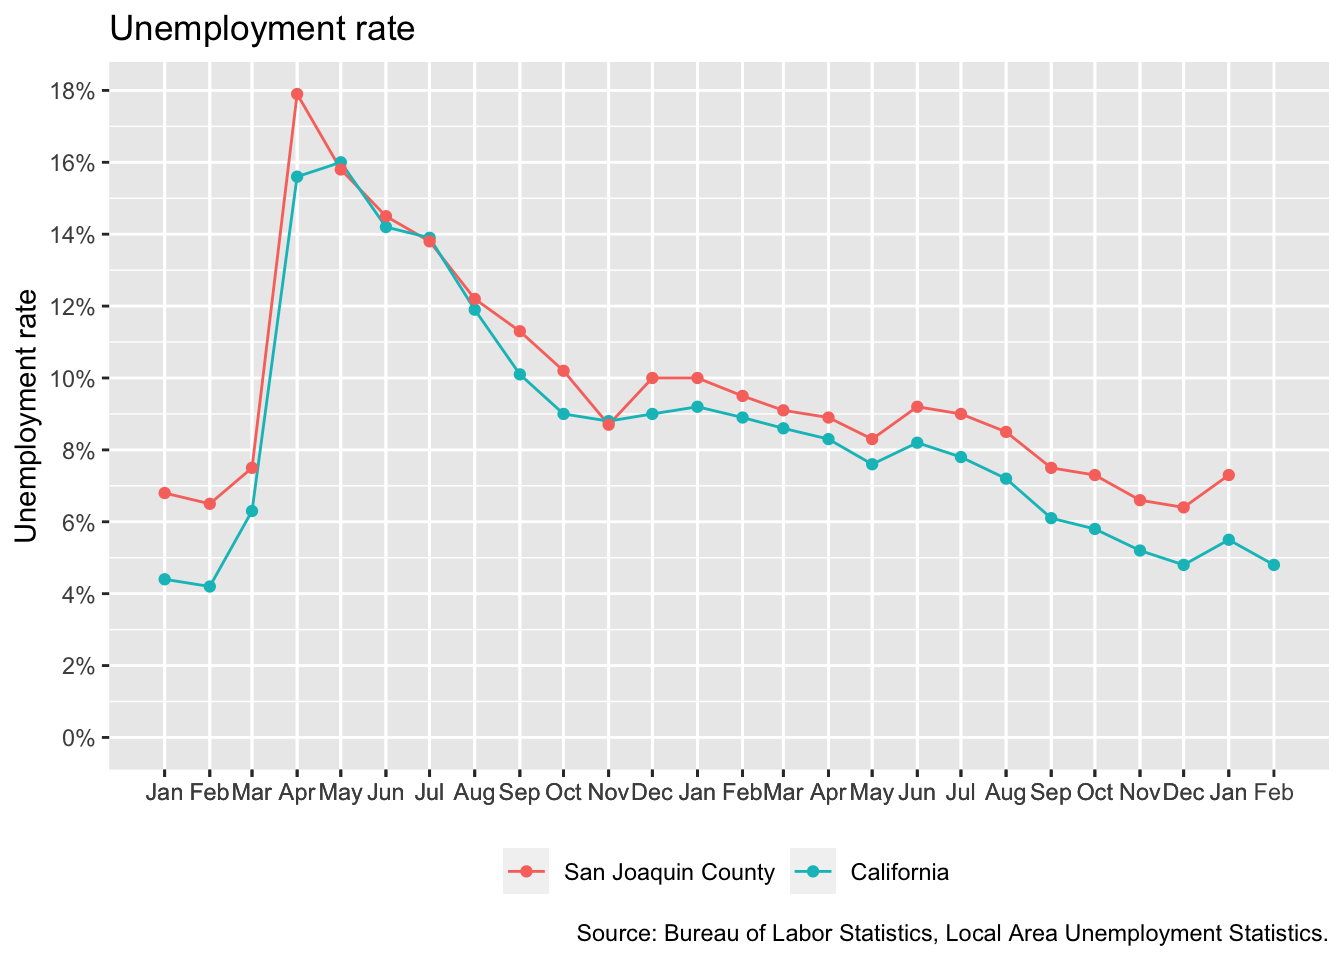 Unemployment rate
Unemployment rate
18%
16%
14%
12%
10%
8%
6%
4%
2%
0%
Jan Feb Mar Apr May Jun Jul Aug Sep Oct Nov Dec Jan Feb Mar Apr May Jun Jul Aug Sep Oct Nov Dec Jan Feb
San Joaquin County California
Source: Bureau of Labor Statistics, Local Area Unemployment Statistics.